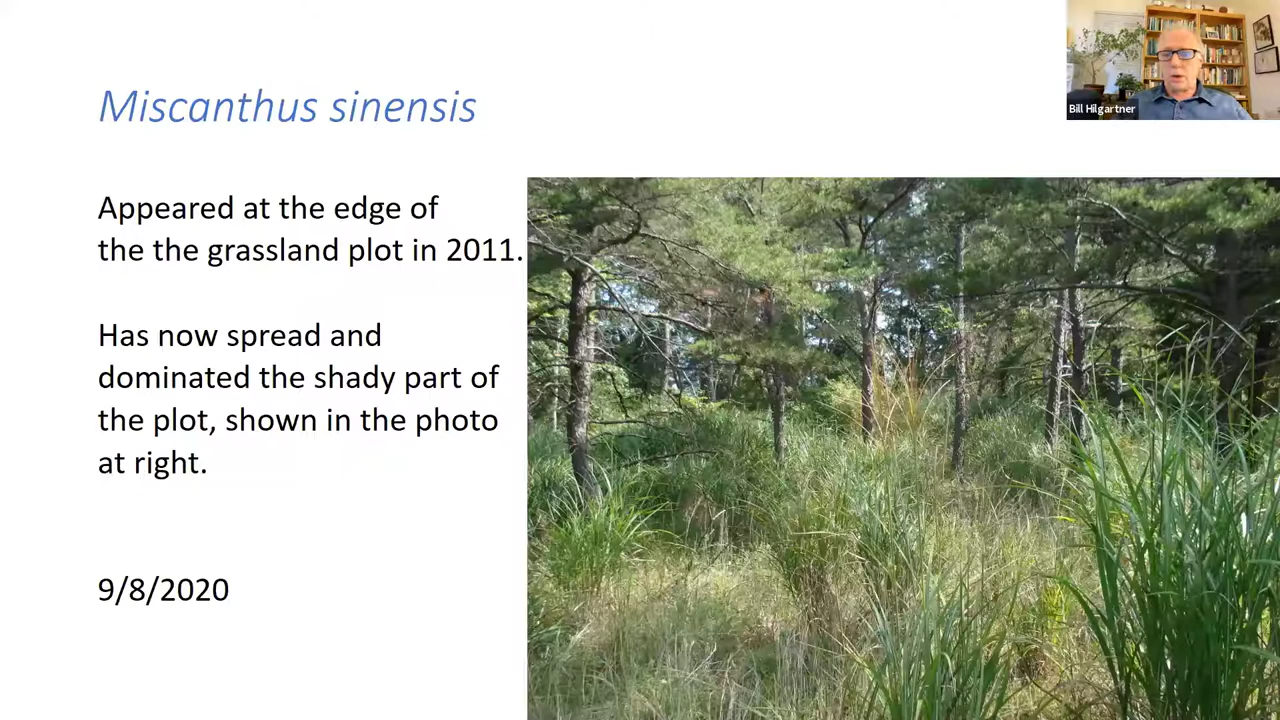 Miscanthus sinensis
Appeared at the edge of
the the grassland plot in 2011.
Has now spread and
dominated the shady part of
the plot, shown in the photo
at right.
9/8/2020
Bill Hilgartner